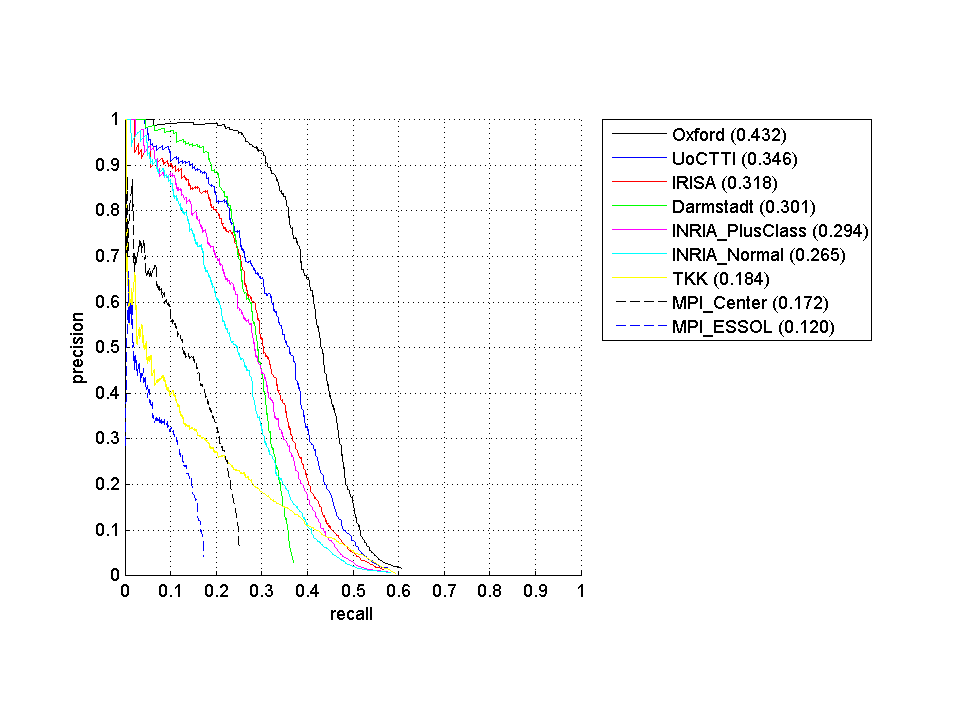 1
0.9
0.8
0.7
0.6
0.5
0.4
0.3
0.2
0.1
0
precision
0 0.1 0.2 0.3 0.4 0.5 0.6 0.7 0.8 0.9 1
recall
Oxford (0.432)
UoCTTI (0.346)
IRISA (0.318)
Darmstadt (0.301)
INRIA_PlusClass (0.294)
INRIA_Normal (0.265)
TKK (0.184)
MPI_Center (0.172)
MPI_ESSOL (0.120)